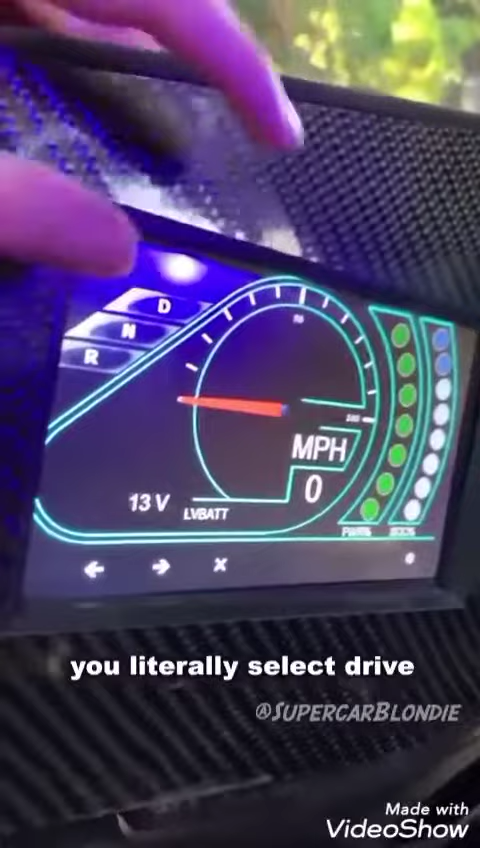 D
N
R
MPH
0
13 V
LVBATT
you literally select drive
@SupercarBlondie
Made with
VideoShow